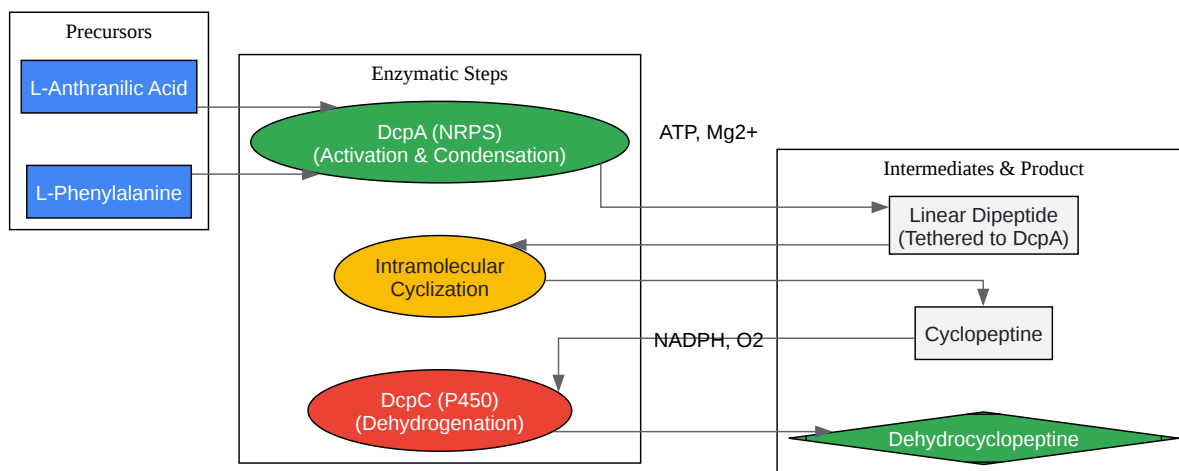 Precursors
L-Anthranilic Acid
L-Phenylalanine
Enzymatic Steps
DcpA (NRPS)
(Activation & Condensation)
ATP, Mg2+
Intermediates & Product
Linear Dipeptide
(Tethered to DcpA)
Intramolecular
Cyclization
Cyclopeptine
NADPH, O2
DcpC (P450)
(Dehydrogenation)
Dehydrocyclopeptine